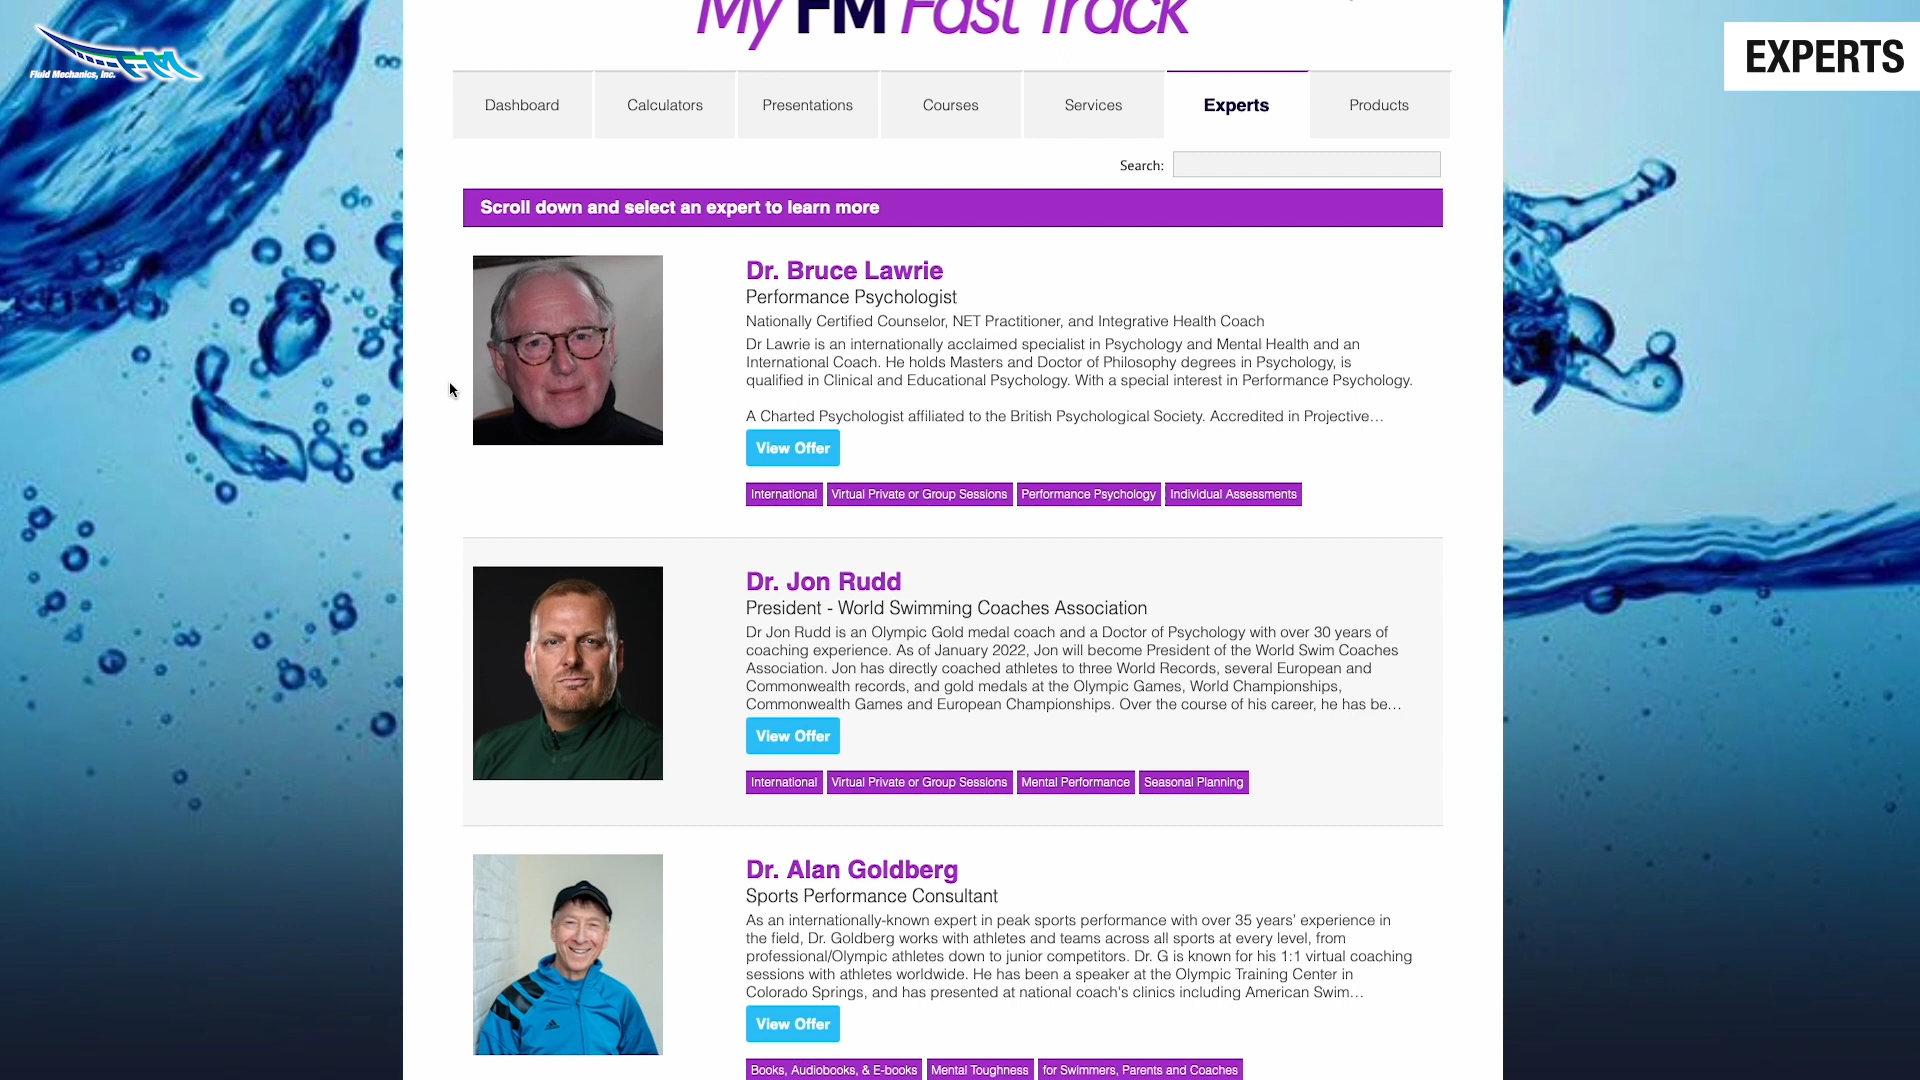 My FM Fast Track
Fluid Mechanics, Inc.
FM
EXPERTS
Dashboard
Calculators
Presentations
Courses
Services
Experts
Products
Search:
Scroll down and select an expert to learn more
Dr. Bruce Lawrie
Performance Psychologist
Nationally Certified Counselor, NET Practitioner, and Integrative Health Coach
Dr Lawrie is an internationally acclaimed specialist in Psychology and Mental Health and an
International Coach. He holds Masters and Doctor of Philosophy degrees in Psychology, is
qualified in Clinical and Educational Psychology. With a special interest in Performance Psychology.
A Charted Psychologist affiliated to the British Psychological Society. Accredited in Projective…
View Offer
International
Virtual Private or Group Sessions
Performance Psychology
Individual Assessments
Dr. Jon Rudd
President - World Swimming Coaches Association
Dr Jon Rudd is an Olympic Gold medal coach and a Doctor of Psychology with over 30 years of
coaching experience. As of January 2022, Jon will become President of the World Swim Coaches
Association. Jon has directly coached athletes to three World Records, several European and
Commonwealth records, and gold medals at the Olympic Games, World Championships,
Commonwealth Games and European Championships. Over the course of his career, he has be…
View Offer
International
Virtual Private or Group Sessions
Mental Performance
Seasonal Planning
Dr. Alan Goldberg
Sports Performance Consultant
As an internationally-known expert in peak sports performance with over 35 years' experience in
the field, Dr. Goldberg works with athletes and teams across all sports at every level, from
professional/Olympic athletes down to junior competitors. Dr. G is known for his 1:1 virtual coaching
sessions with athletes worldwide. He has been a speaker at the Olympic Training Center in
Colorado Springs, and has presented at national coach's clinics including American Swim…
View Offer
Books, Audiobooks, & E-books
Mental Toughness
for Swimmers, Parents and Coaches